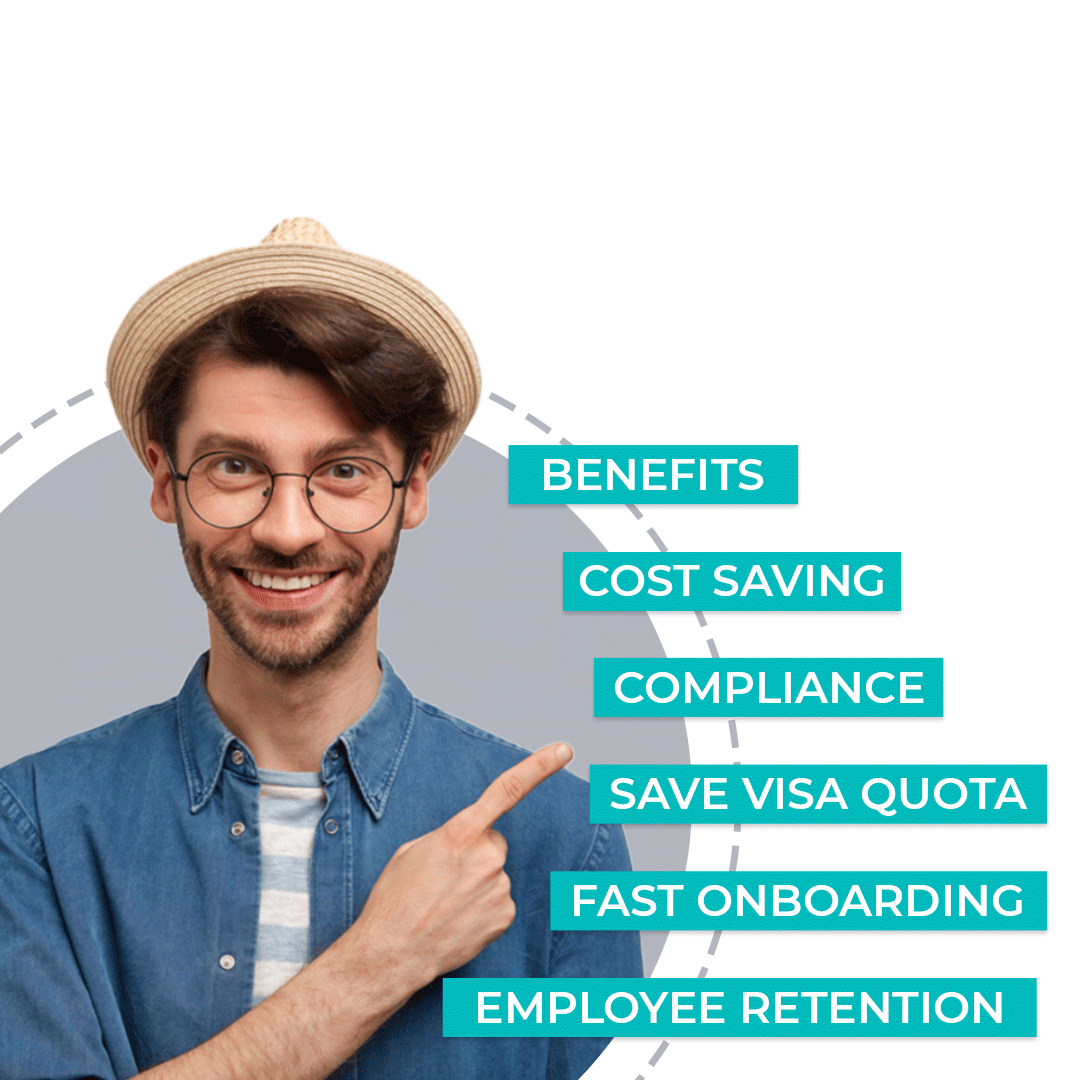 BENEFITS
COST SAVING
COMPLIANCE
SAVE VISA QUOTA
FAST ONBOARDING
EMPLOYEE RETENTION